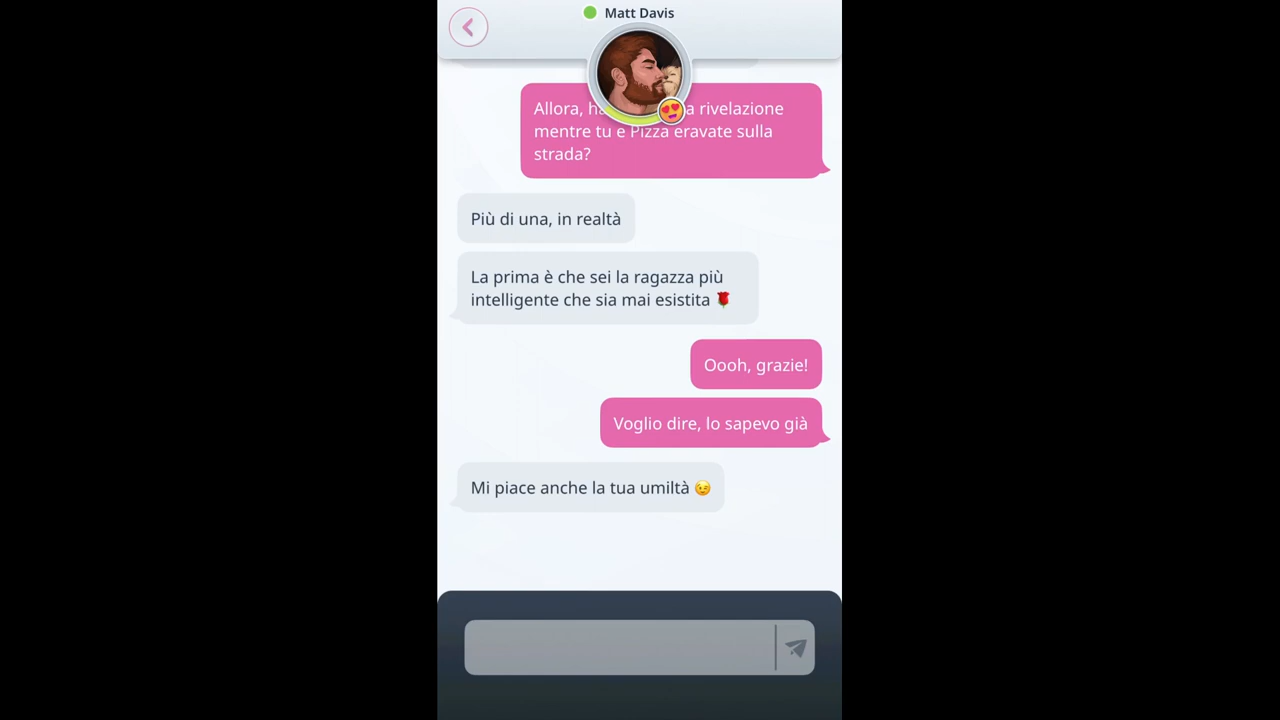 Matt Davis
Allora, a rivelazione
mentre tu e Pizza eravate sulla
strada?
Più di una, in realtà
La prima è che sei la ragazza più
intelligente che sia mai esistita 🌹
Oooh, grazie!
Voglio dire, lo sapevo già
Mi piace anche la tua umiltà 😉